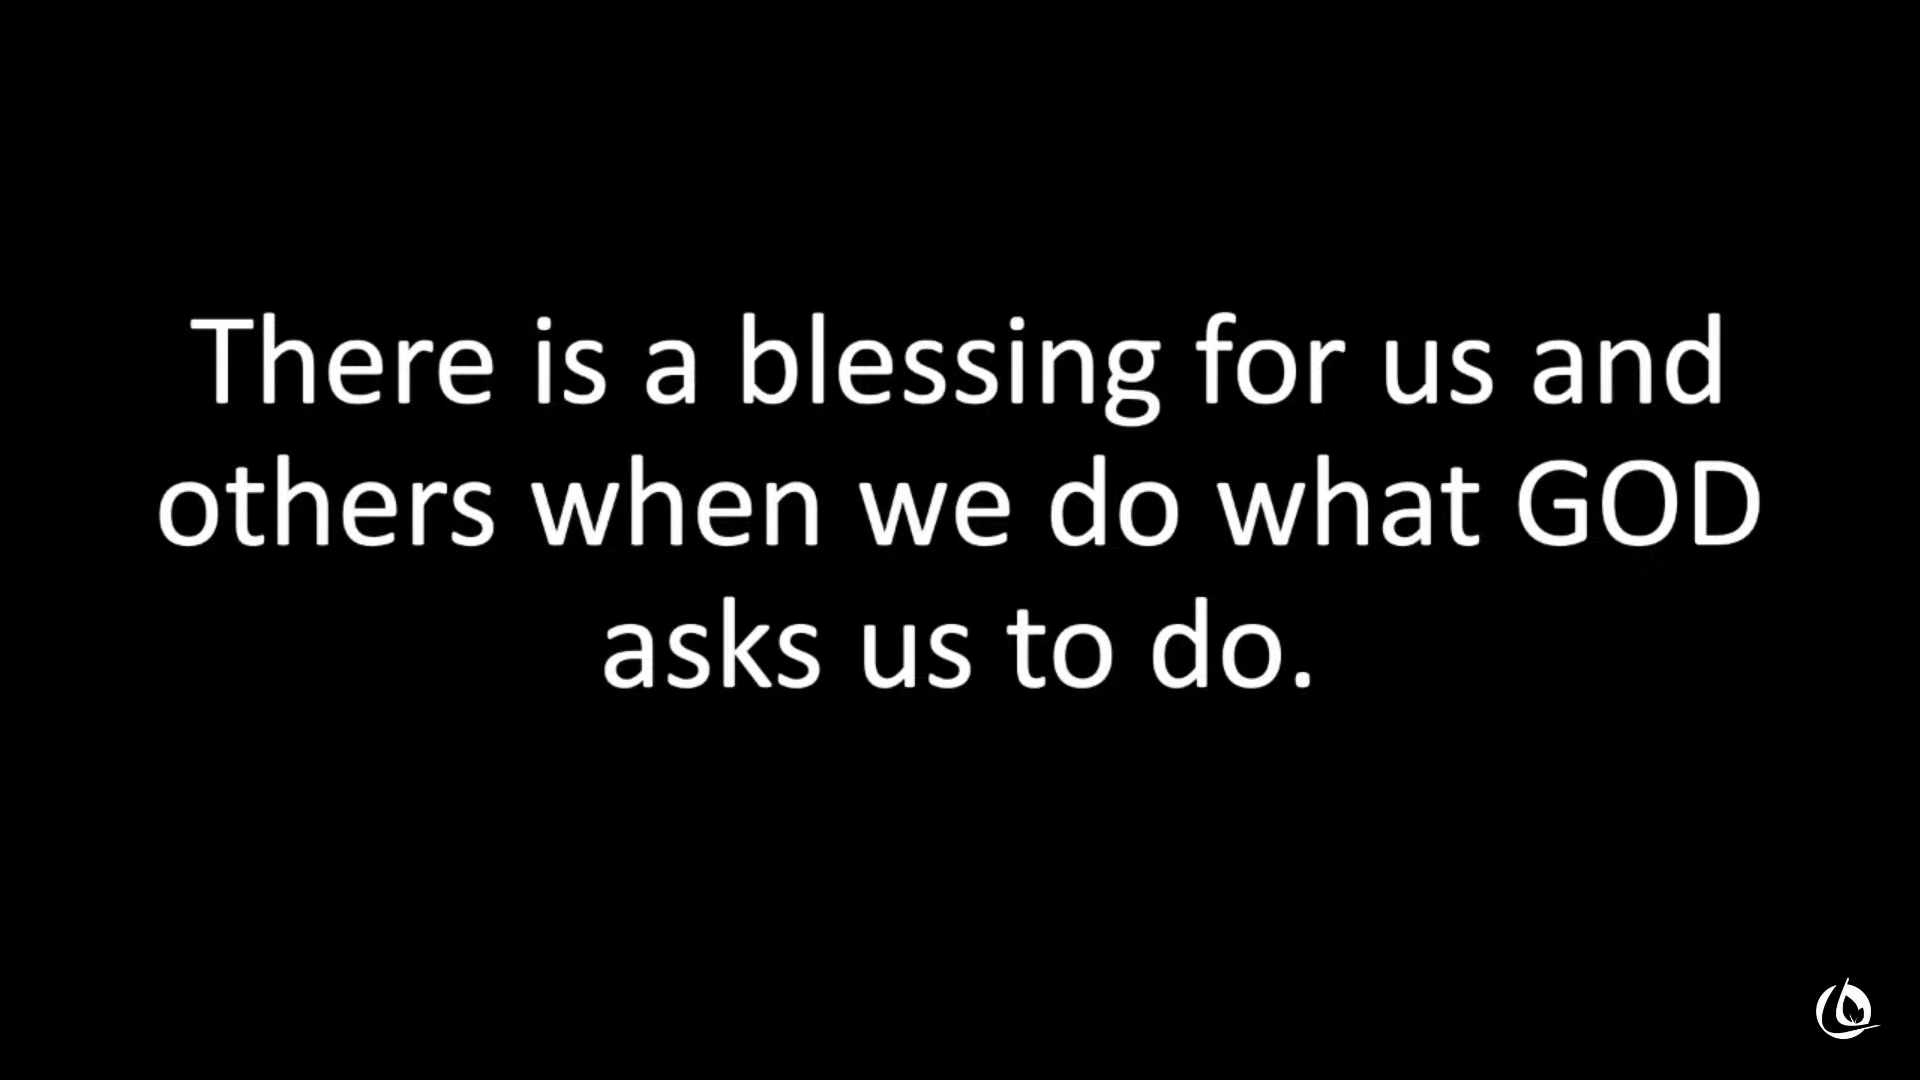 There is a blessing for us and
others when we do what GOD
asks us to do.